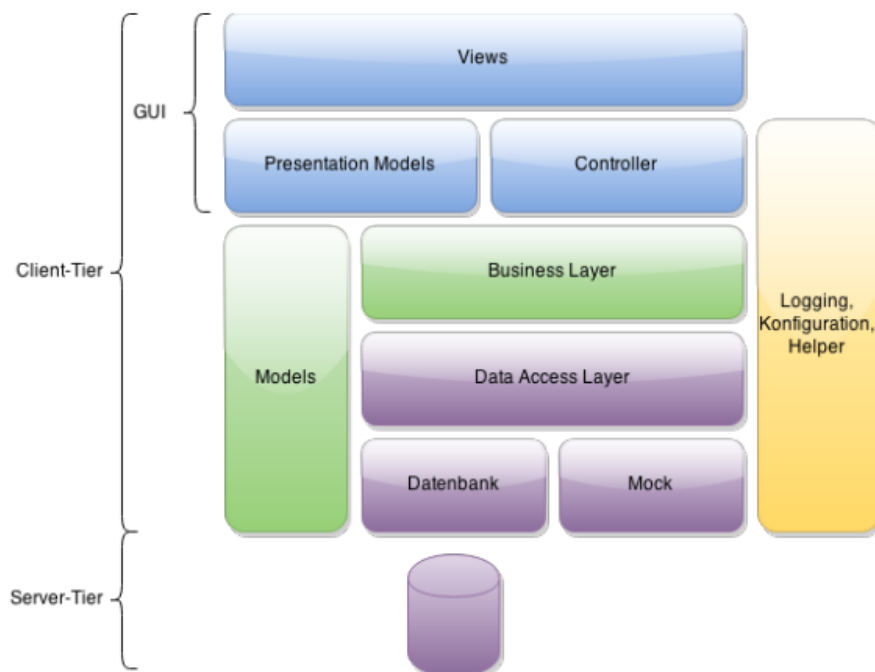 Views
GUI
Presentation Models
Controller
Client-Tier
Business Layer
Logging,
Konfiguration,
Helper
Models
Data Access Layer
Datenbank
Mock
Server-Tier